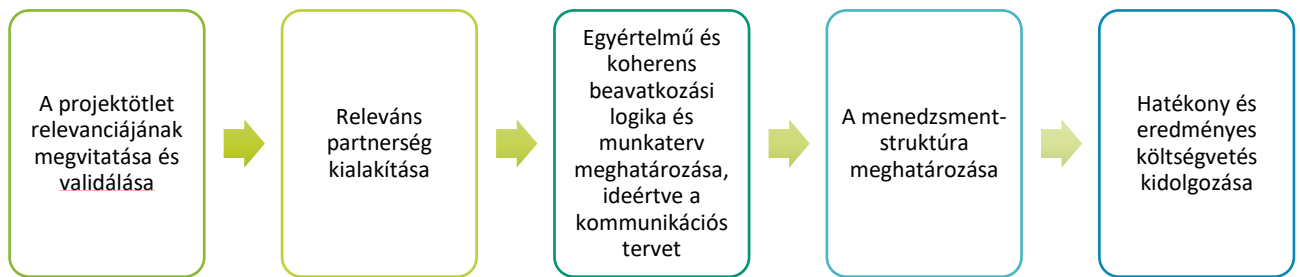 A projektötlet
relevanciájának
megvitatása és
validálása
Releváns
partnerség
kialakítása
Egyértelmű és
koherens
beavatkozási
logika és
munkaterv
meghatározása,
ideértve a
kommunikációs
tervet
A menedzsment-
struktúra
meghatározása
Hatékony és
eredményes
költségvetés
kidolgozása